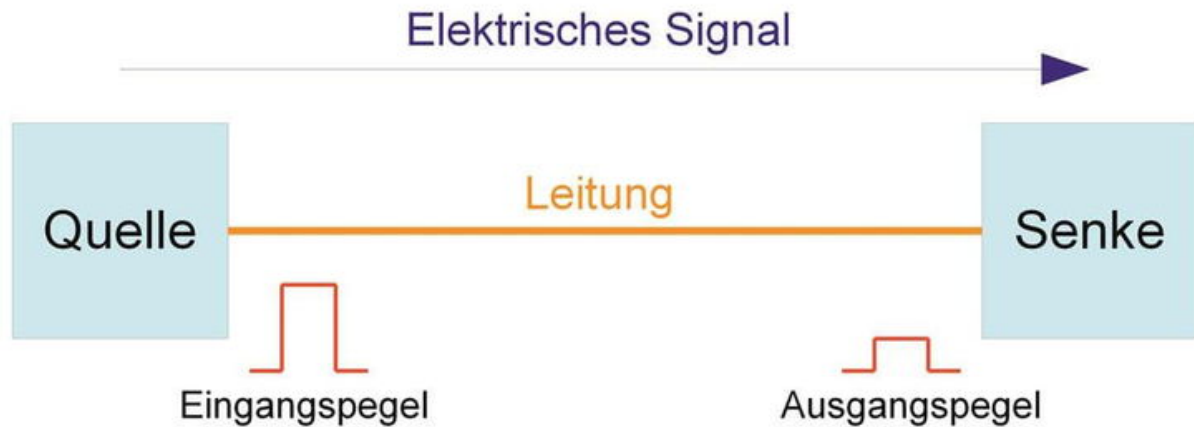 Elektrisches Signal
Quelle
Leitung
Senke
Eingangspegel
Ausgangspegel